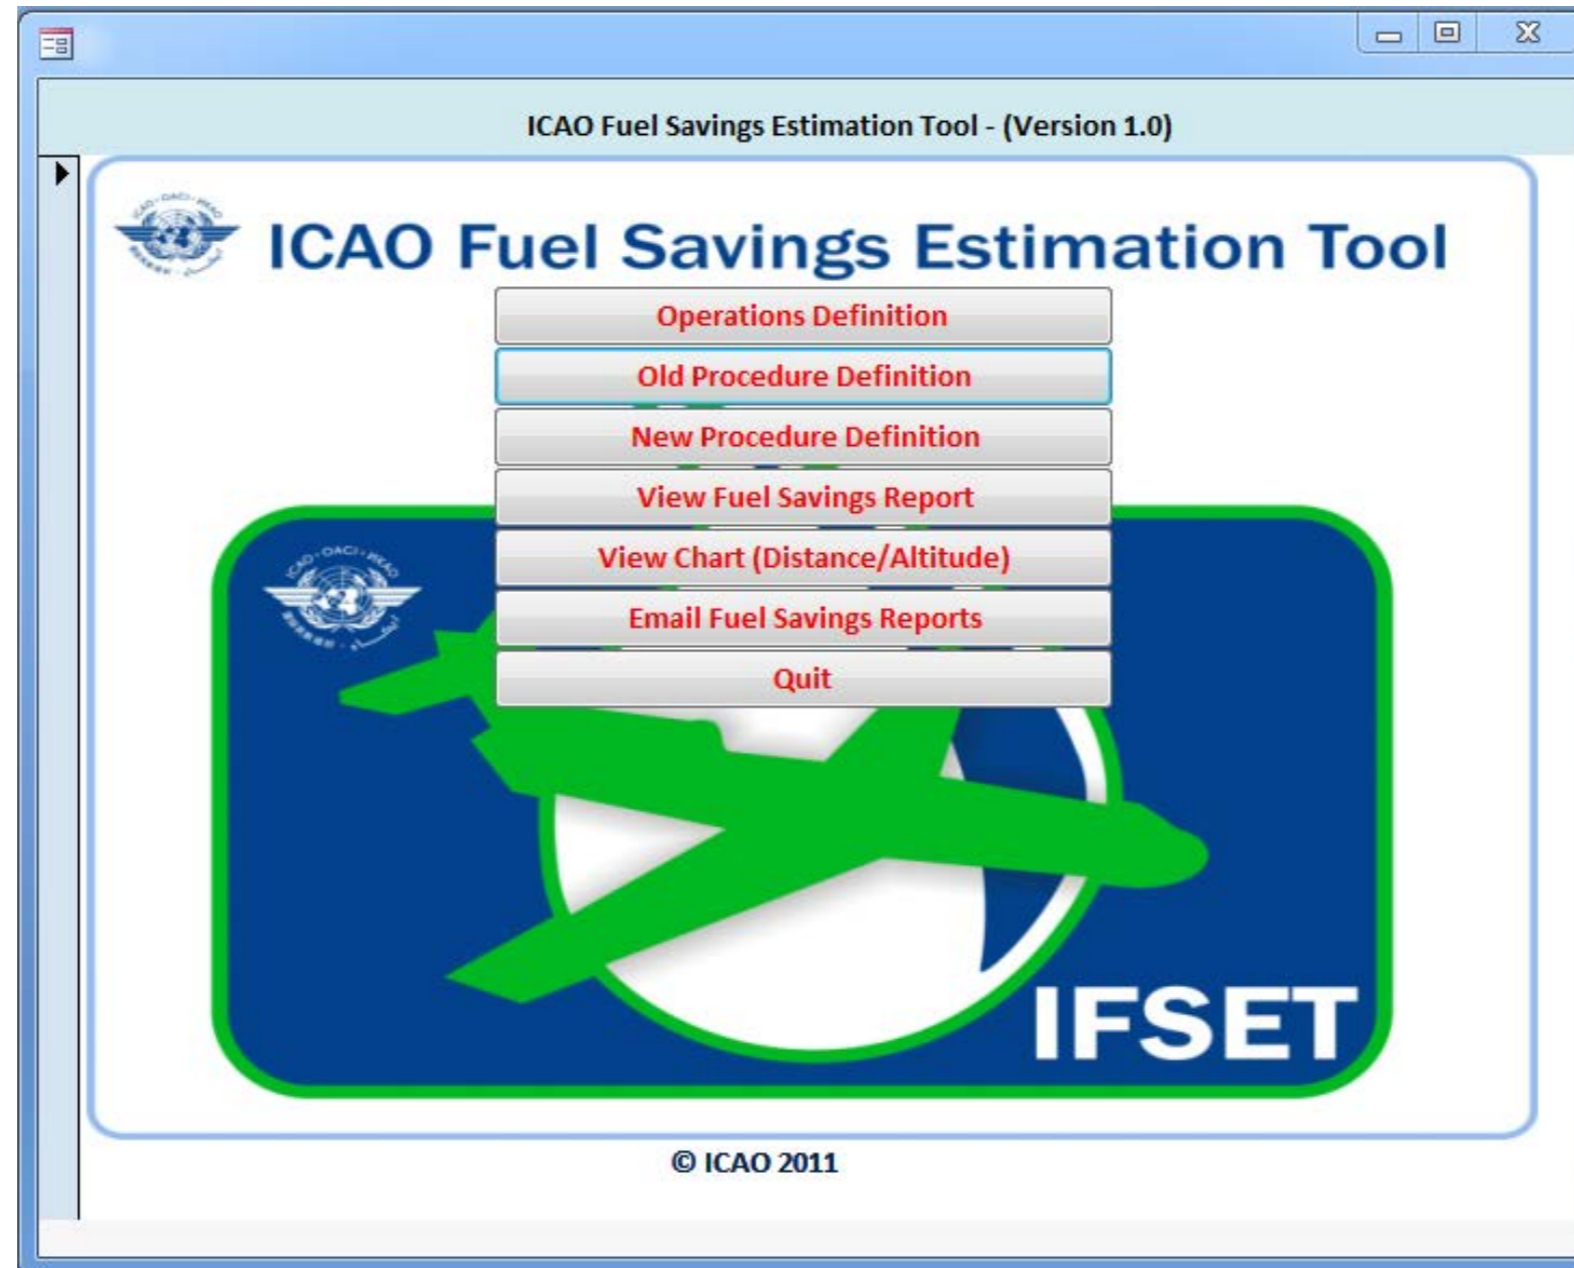 ICAO Fuel Savings Estimation Tool - (Version 1.0)
ICAO Fuel Savings Estimation Tool
Operations Definition
Old Procedure Definition
New Procedure Definition
View Fuel Savings Report
View Chart (Distance/Altitude)
Email Fuel Savings Reports
Quit
IFSET
© ICAO 2011